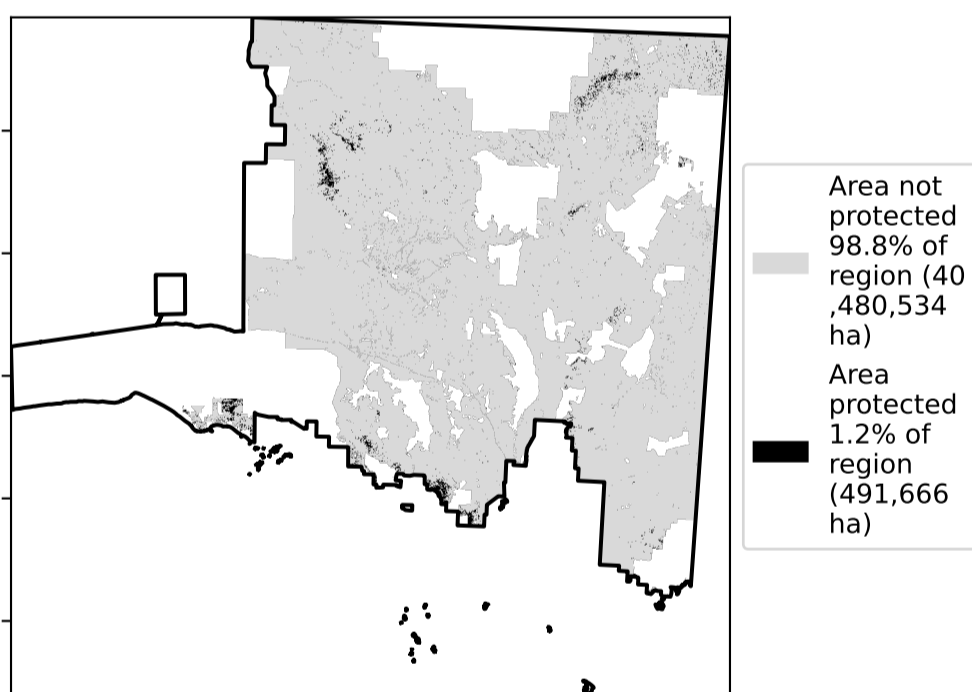 Area not
protected
98.8% of
region (40
,480,534
ha)
Area
protected
1.2% of
region
(491,666
ha)